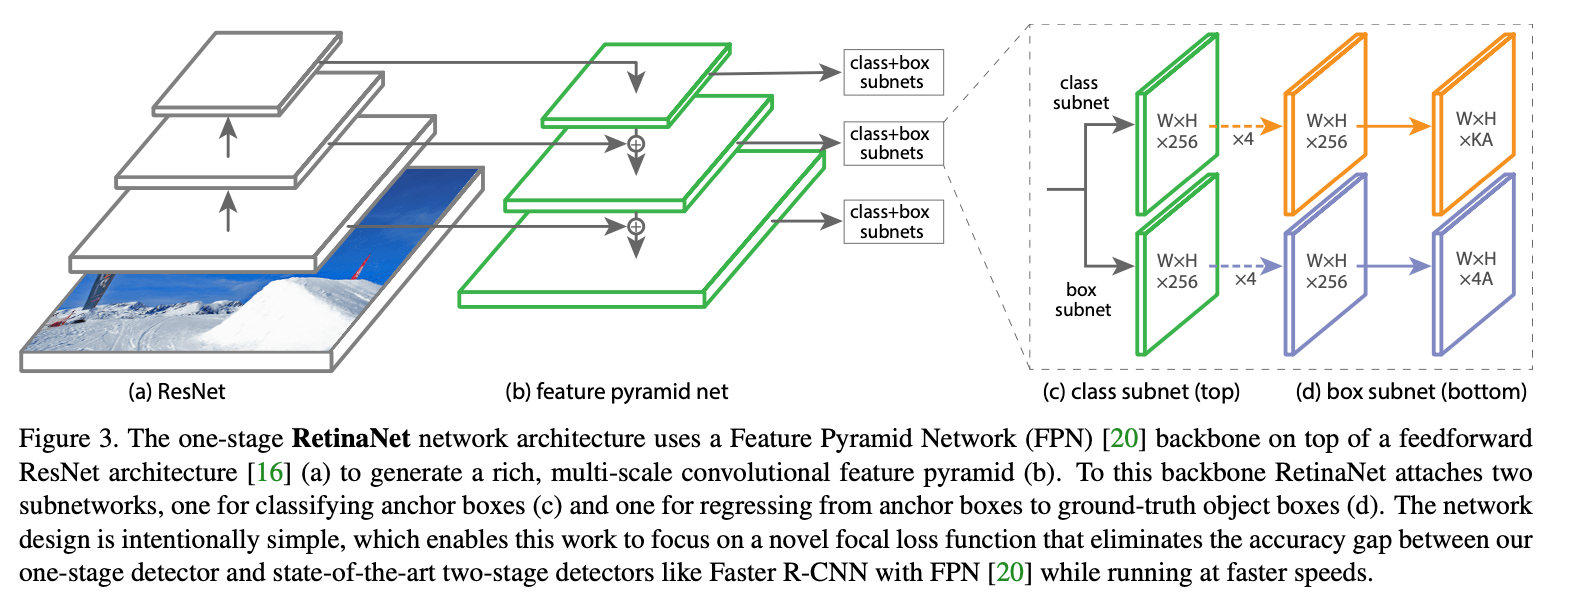 class+box
subnets
class+box
subnets
class+box
subnets
class
subnet
W×H
×256
×4
W×H
×256
W×H
×KA
box
subnet
W×H
×256
×4
W×H
×256
W×H
×4A
(a) ResNet
(b) feature pyramid net
(c) class subnet (top)
(d) box subnet (bottom)
Figure 3. The one-stage RetinaNet network architecture uses a Feature Pyramid Network (FPN) [20] backbone on top of a feedforward
ResNet architecture [16] (a) to generate a rich, multi-scale convolutional feature pyramid (b). To this backbone RetinaNet attaches two
subnetworks, one for classifying anchor boxes (c) and one for regressing from anchor boxes to ground-truth object boxes (d). The network
design is intentionally simple, which enables this work to focus on a novel focal loss function that eliminates the accuracy gap between our
one-stage detector and state-of-the-art two-stage detectors like Faster R-CNN with FPN [20] while running at faster speeds.